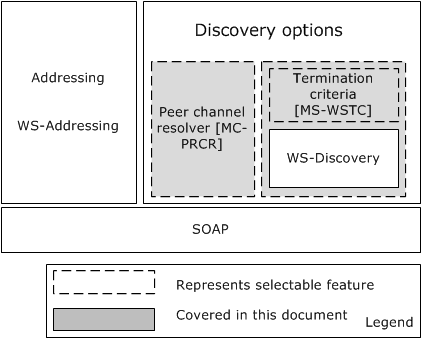 Addressing
WS-Addressing
Discovery options
Peer channel
resolver [MC-
PRCR]
Termination
criteria
[MS-WSTC]
WS-Discovery
SOAP
Represents selectable feature
Covered in this document
Legend